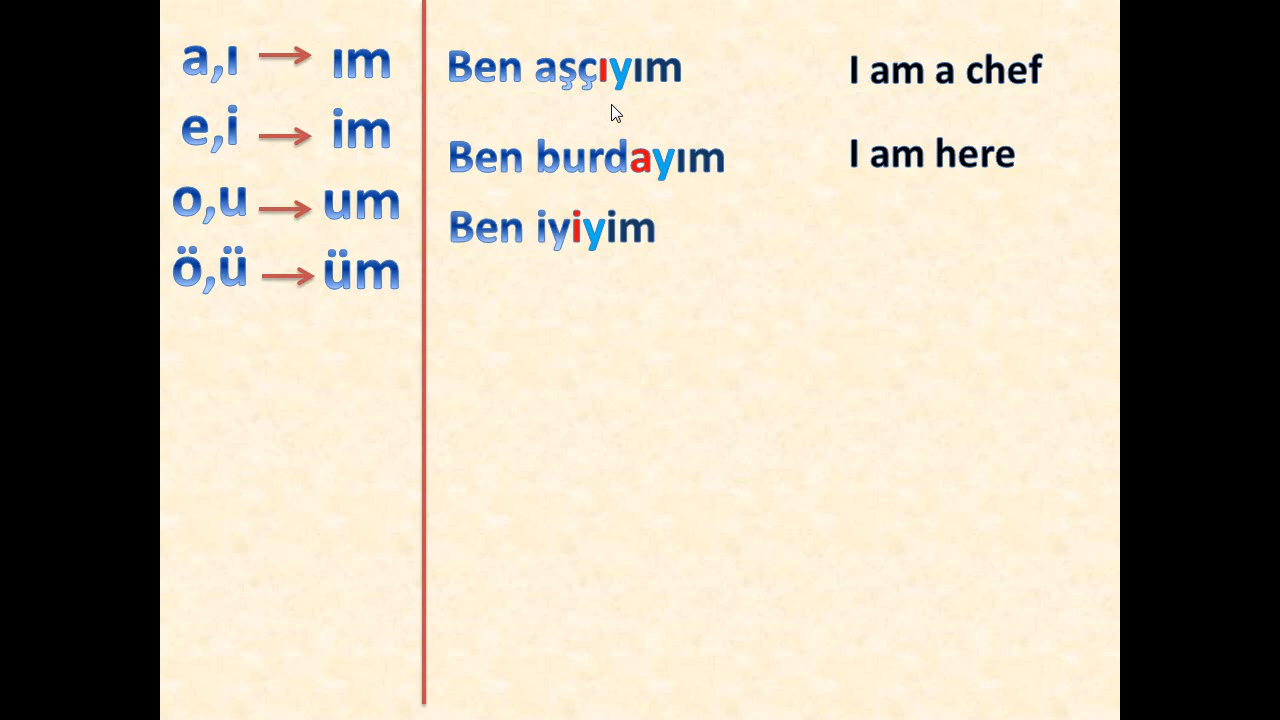 a,ı → ım
e,i → im
o,u → um
ö,ü → üm
Ben aşçıyım
I am a chef
Ben burdayım
I am here
Ben iyiyim